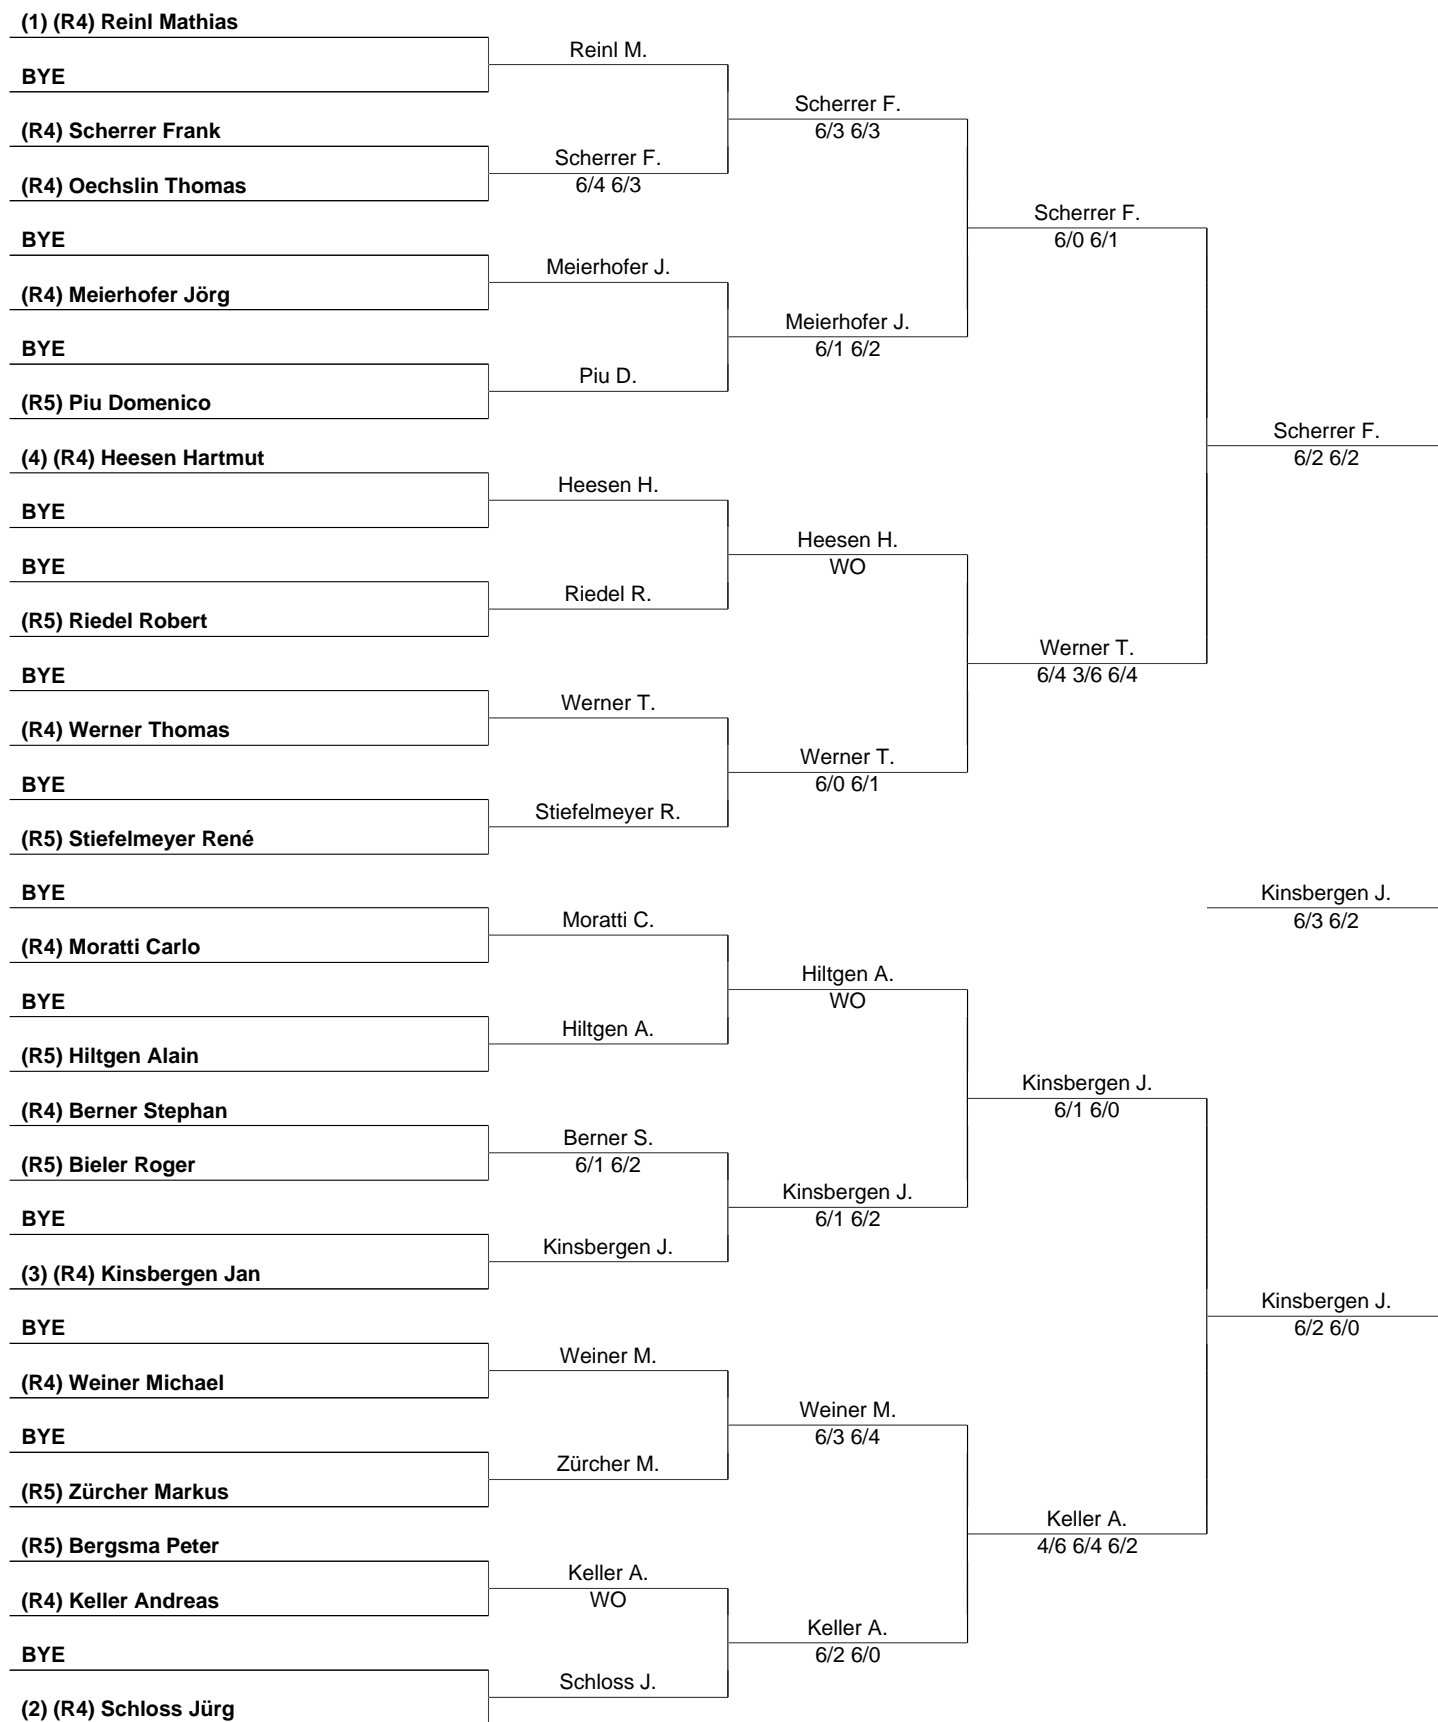 (1) (R4) Reinl Mathias
BYE
(R4) Scherrer Frank
(R4) Oechslin Thomas
BYE
(R4) Meierhofer Jörg
BYE
(R5) Piu Domenico
(4) (R4) Heesen Hartmut
BYE
BYE
(R5) Riedel Robert
BYE
(R4) Werner Thomas
BYE
(R5) Stiefelmeyer René
BYE
(R4) Moratti Carlo
BYE
(R5) Hiltgen Alain
(R4) Berner Stephan
(R5) Bieler Roger
BYE
(3) (R4) Kinsbergen Jan
BYE
(R4) Weiner Michael
BYE
(R5) Zürcher Markus
(R5) Bergsma Peter
(R4) Keller Andreas
BYE
(2) (R4) Schloss Jürg
Reinl M.
Scherrer F.
6/4 6/3
Meierhofer J.
Piu D.
Heesen H.
Riedel R.
Werner T.
Stiefelmeyer R.
Moratti C.
Hiltgen A.
Berner S.
6/1 6/2
Kinsbergen J.
Weiner M.
Zürcher M.
Keller A.
WO
Schloss J.
Scherrer F.
6/3 6/3
Meierhofer J.
6/1 6/2
Heesen H.
WO
Werner T.
6/0 6/1
Hiltgen A.
WO
Kinsbergen J.
6/1 6/2
Weiner M.
6/3 6/4
Keller A.
6/2 6/0
Scherrer F.
6/0 6/1
Werner T.
6/4 3/6 6/4
Kinsbergen J.
6/1 6/0
Keller A.
4/6 6/4 6/2
Scherrer F.
6/2 6/2
Kinsbergen J.
6/3 6/2
Kinsbergen J.
6/2 6/0